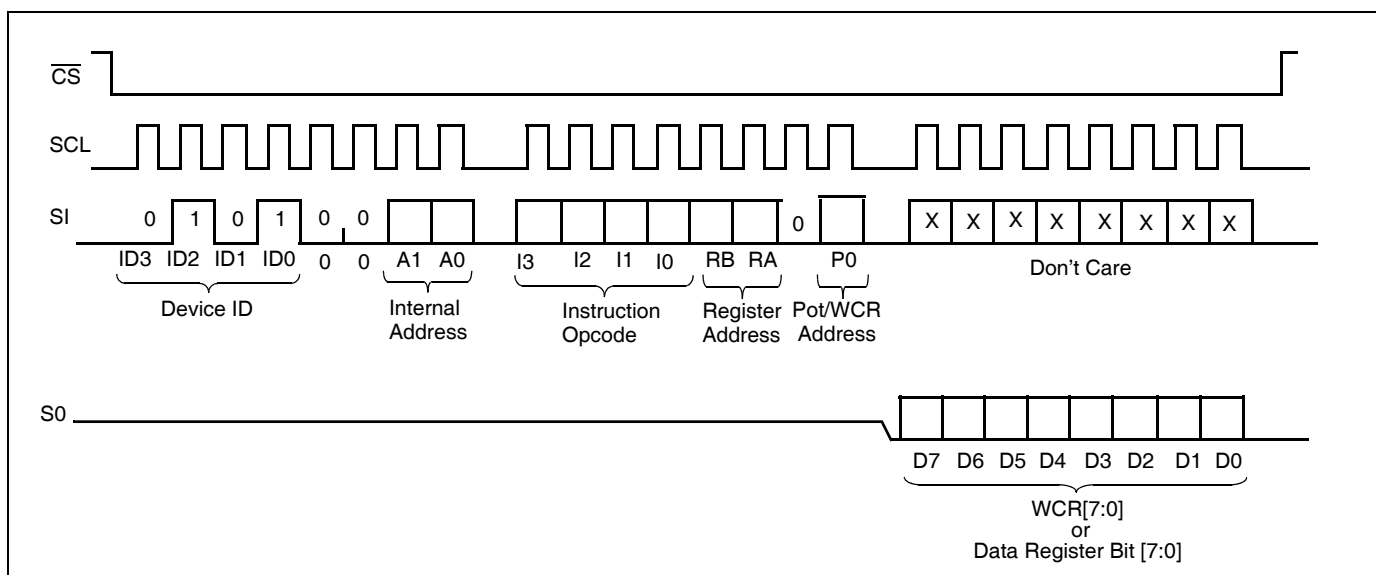 CS
SCL
SI
0 1 0 1 0 0
0
X X X X X X X X
ID3 ID2 ID1 ID0 0 0 A1 A0 I3 I2 I1 I0 RB RA P0
Don't Care
Device ID
Internal
Address
Instruction
Opcode
Register
Address
Pot/WCR
Address
S0
D7 D6 D5 D4 D3 D2 D1 D0
WCR[7:0]
or
Data Register Bit [7:0]